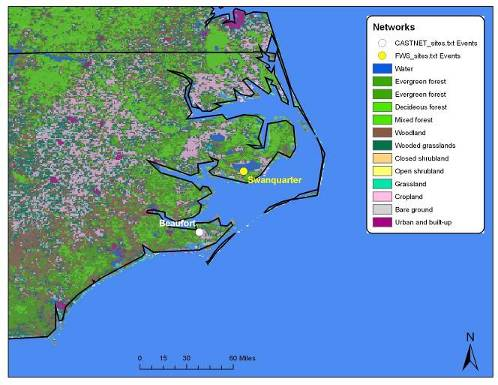 Networks
CASTNET_sites.txt Events
FWS_sites.txt Events
Water
Evergreen forest
Evergreen forest
Decideous forest
Mixed forest
Woodland
Wooded grasslands
Closed shrubland
Open shrubland
Grassland
Cropland
Bare ground
Urban and built-up
Swanquarter
Beaufort
N
0 15 30 60 Miles